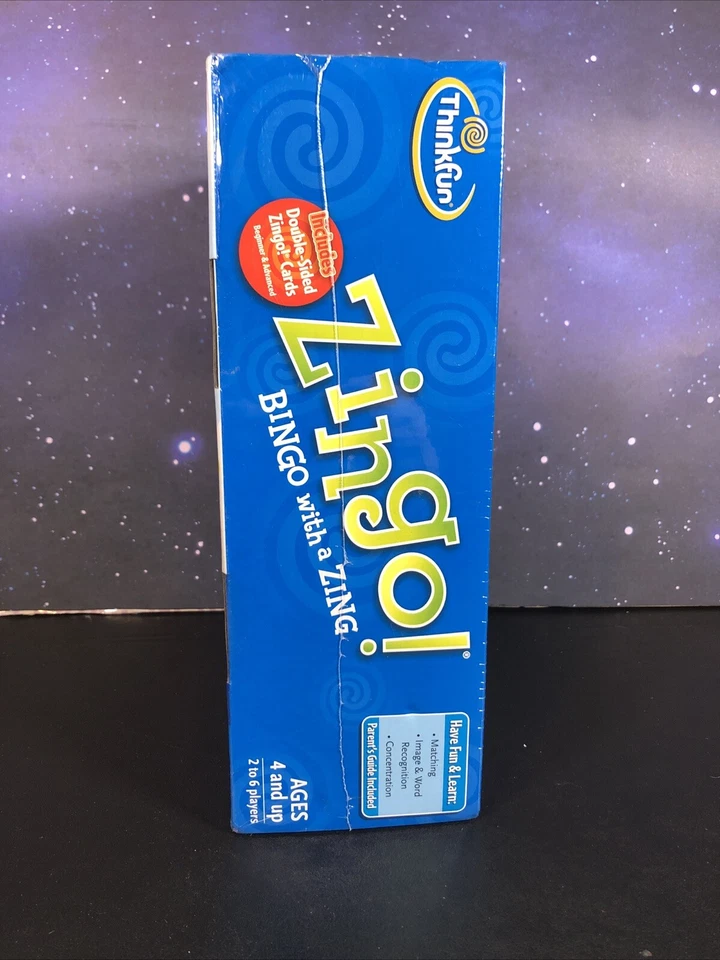 Thinkfun®
Includes
Double-Sided
Zingo!® Cards
Beginner & Advanced
Zingo!®
BINGO with a ZING
Have Fun & Learn:
• Matching
• Image & Word
Recognition
• Concentration
Parent's Guide Included
AGES
4 and up
2 to 6 players